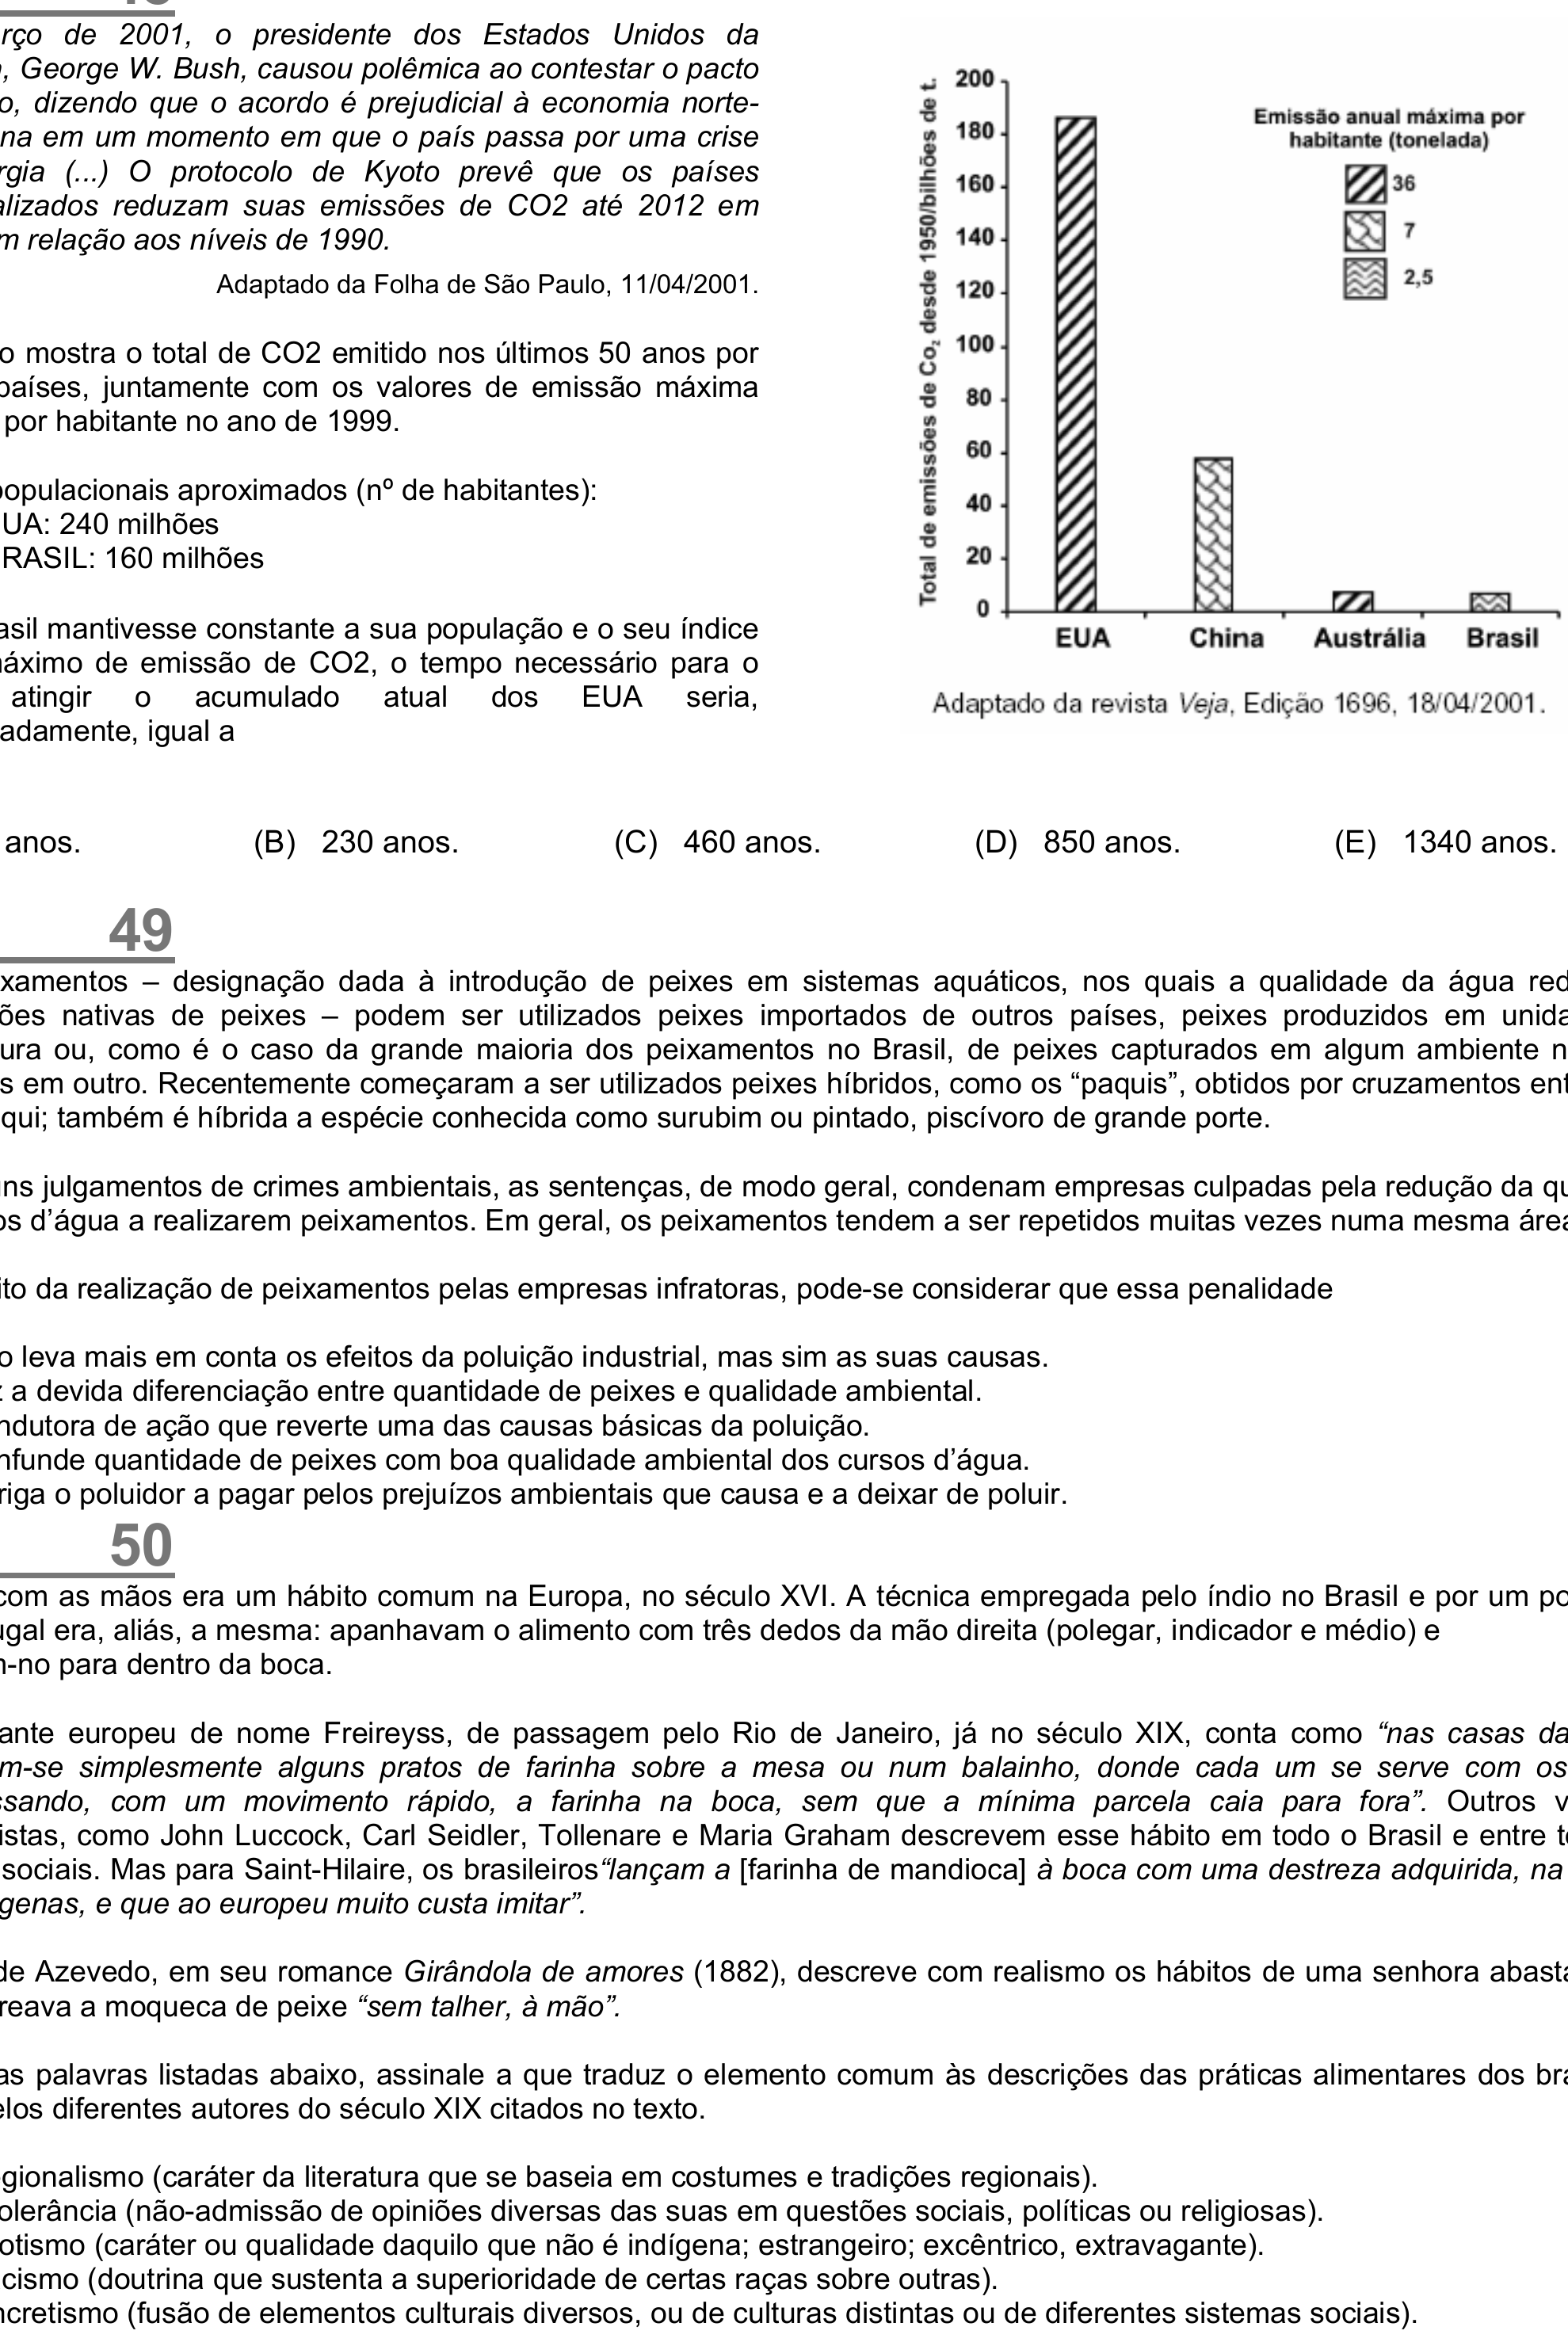 rço de 2001, o presidente dos Estados Unidos da
, George W. Bush, causou polêmica ao contestar o pacto
o, dizendo que o acordo é prejudicial à economia norte-
na em um momento em que o país passa por uma crise
rgia (...) O protocolo de Kyoto prevê que os países
alizados reduzam suas emissões de CO2 até 2012 em
m relação aos níveis de 1990.
Adaptado da Folha de São Paulo, 11/04/2001.
o mostra o total de CO2 emitido nos últimos 50 anos por
países, juntamente com os valores de emissão máxima
por habitante no ano de 1999.
populacionais aproximados (nº de habitantes):
UA: 240 milhões
RASIL: 160 milhões
asil mantivesse constante a sua população e o seu índice
máximo de emissão de CO2, o tempo necessário para o
atingir o acumulado atual dos EUA seria,
adamente, igual a
Total de emissões de Co2 desde 1950/bilhões de t.
200
180
160
140
120
100
80
60
40
20
0
Emissão anual máxima por
habitante (tonelada)
36
7
2,5
EUA China Austrália Brasil
Adaptado da revista Veja, Edição 1696, 18/04/2001.
anos. (B) 230 anos. (C) 460 anos. (D) 850 anos. (E) 1340 anos.
49
xamentos – designação dada à introdução de peixes em sistemas aquáticos, nos quais a qualidade da água red
ões nativas de peixes – podem ser utilizados peixes importados de outros países, peixes produzidos em unida
ura ou, como é o caso da grande maioria dos peixamentos no Brasil, de peixes capturados em algum ambiente n
s em outro. Recentemente começaram a ser utilizados peixes híbridos, como os “paquis”, obtidos por cruzamentos ent
qui; também é híbrida a espécie conhecida como surubim ou pintado, piscívoro de grande porte.
uns julgamentos de crimes ambientais, as sentenças, de modo geral, condenam empresas culpadas pela redução da qu
os d’água a realizarem peixamentos. Em geral, os peixamentos tendem a ser repetidos muitas vezes numa mesma área
ito da realização de peixamentos pelas empresas infratoras, pode-se considerar que essa penalidade
o leva mais em conta os efeitos da poluição industrial, mas sim as suas causas.
z a devida diferenciação entre quantidade de peixes e qualidade ambiental.
ndutora de ação que reverte uma das causas básicas da poluição.
nfunde quantidade de peixes com boa qualidade ambiental dos cursos d’água.
riga o poluidor a pagar pelos prejuízos ambientais que causa e a deixar de poluir.
50
com as mãos era um hábito comum na Europa, no século XVI. A técnica empregada pelo índio no Brasil e por um po
ugal era, aliás, a mesma: apanhavam o alimento com três dedos da mão direita (polegar, indicador e médio) e
m-no para dentro da boca.
ante europeu de nome Freireyss, de passagem pelo Rio de Janeiro, já no século XIX, conta como “nas casas da
m-se simplesmente alguns pratos de farinha sobre a mesa ou num balainho, donde cada um se serve com os
ssando, com um movimento rápido, a farinha na boca, sem que a mínima parcela caia para fora”. Outros v
istas, como John Luccock, Carl Seidler, Tollenare e Maria Graham descrevem esse hábito em todo o Brasil e entre t
sociais. Mas para Saint-Hilaire, os brasileiros“lançam a [farinha de mandioca] à boca com uma destreza adquirida, na
genas, e que ao europeu muito custa imitar”.
de Azevedo, em seu romance Girândola de amores (1882), descreve com realismo os hábitos de uma senhora abasta
reava a moqueca de peixe “sem talher, à mão”.
as palavras listadas abaixo, assinale a que traduz o elemento comum às descrições das práticas alimentares dos bra
elos diferentes autores do século XIX citados no texto.
gionalismo (caráter da literatura que se baseia em costumes e tradições regionais).
olerância (não-admissão de opiniões diversas das suas em questões sociais, políticas ou religiosas).
otismo (caráter ou qualidade daquilo que não é indígena; estrangeiro; excêntrico, extravagante).
cismo (doutrina que sustenta a superioridade de certas raças sobre outras).
ncretismo (fusão de elementos culturais diversos, ou de culturas distintas ou de diferentes sistemas sociais).